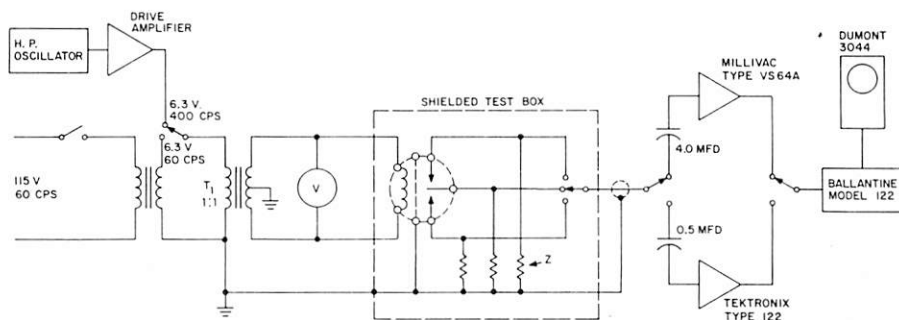 DRIVE
AMPLIFIER
H. P.
OSCILLATOR
6.3 V.
400 CPS
6.3 V
60 CPS
115 V
60 CPS
T1
1:1
V
SHIELDED TEST BOX
Z
MILLIVAC
TYPE VS64A
4.0 MFD
0.5 MFD
TEKTRONIX
TYPE 122
DUMONT
3044
BALLANTINE
MODEL 122